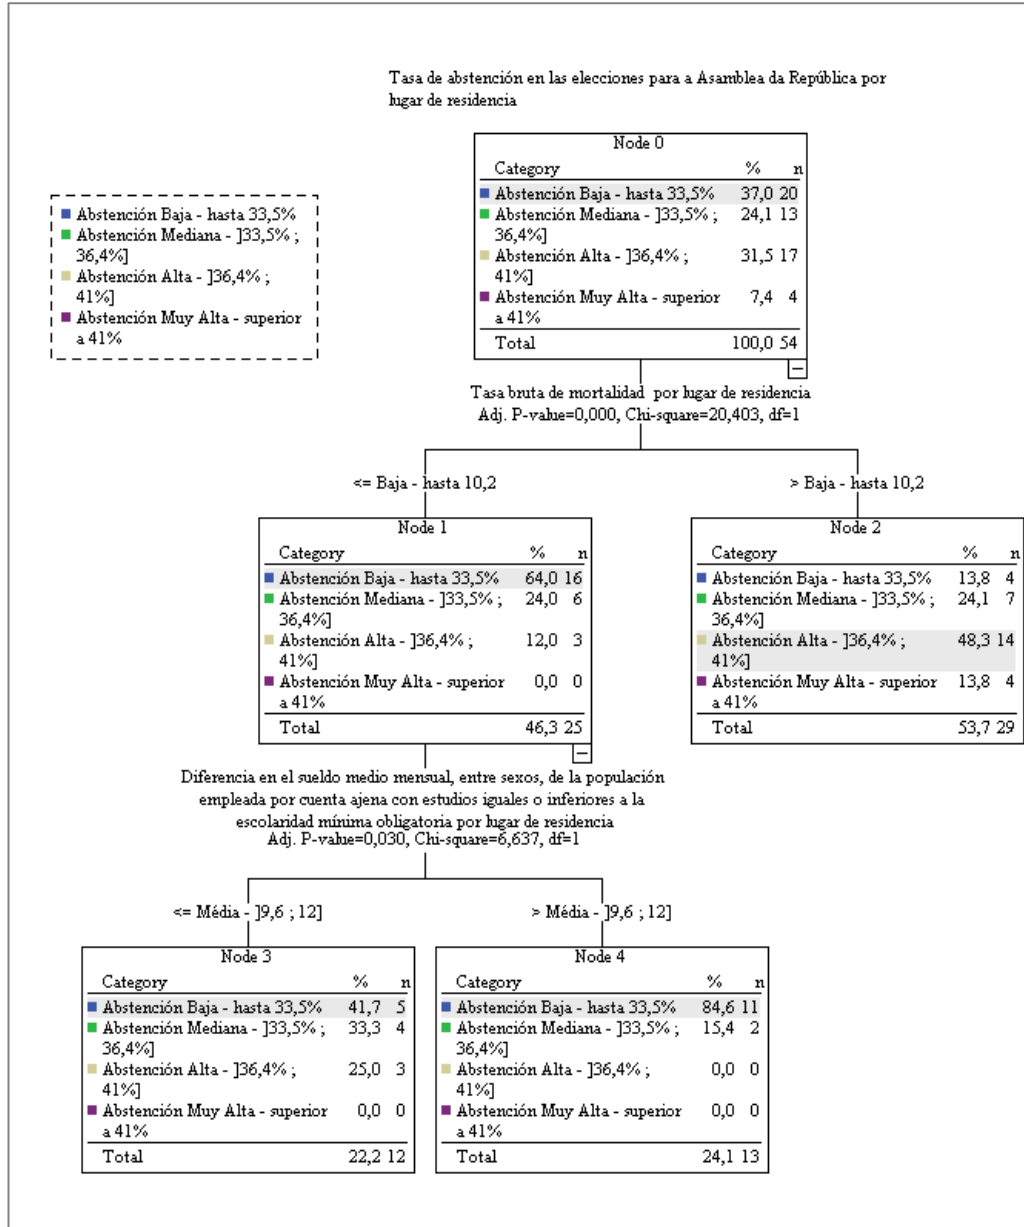 Tasa de abstención en las elecciones para a Asamblea da República por
lugar de residencia
Abstención Baja - hasta 33,5%
Abstención Mediana - ]33,5% ;
36,4%]
Abstención Alta - ]36,4% ;
41%]
Abstención Muy Alta - superior
a 41%
Node 0
Category % n
Abstención Baja - hasta 33,5% 37,0 20
Abstención Mediana - ]33,5% ; 24,1 13
36,4%]
Abstención Alta - ]36,4% ; 31,5 17
41%]
Abstención Muy Alta - superior 7,4 4
a 41%
Total 100,0 54
Tasa bruta de mortalidad por lugar de residencia
Adj. P-value=0,000, Chi-square=20,403, df=1
<= Baja - hasta 10,2
> Baja - hasta 10,2
Node 1
Category % n
Abstención Baja - hasta 33,5% 64,0 16
Abstención Mediana - ]33,5% ; 24,0 6
36,4%]
Abstención Alta - ]36,4% ; 12,0 3
41%]
Abstención Muy Alta - superior 0,0 0
a 41%
Total 46,3 25
Node 2
Category % n
Abstención Baja - hasta 33,5% 13,8 4
Abstención Mediana - ]33,5% ; 24,1 7
36,4%]
Abstención Alta - ]36,4% ; 48,3 14
41%]
Abstención Muy Alta - superior 13,8 4
a 41%
Total 53,7 29
Diferencia en el sueldo medio mensual, entre sexos, de la populación
empleada por cuenta ajena con estudios iguales o inferiores a la
escolaridad mínima obligatoria por lugar de residencia
Adj. P-value=0,030, Chi-square=6,637, df=1
<= Média - ]9,6 ; 12]
> Média - ]9,6 ; 12]
Node 3
Category % n
Abstención Baja - hasta 33,5% 41,7 5
Abstención Mediana - ]33,5% ; 33,3 4
36,4%]
Abstención Alta - ]36,4% ; 25,0 3
41%]
Abstención Muy Alta - superior 0,0 0
a 41%
Total 22,2 12
Node 4
Category % n
Abstención Baja - hasta 33,5% 84,6 11
Abstención Mediana - ]33,5% ; 15,4 2
36,4%]
Abstención Alta - ]36,4% ; 0,0 0
41%]
Abstención Muy Alta - superior 0,0 0
a 41%
Total 24,1 13